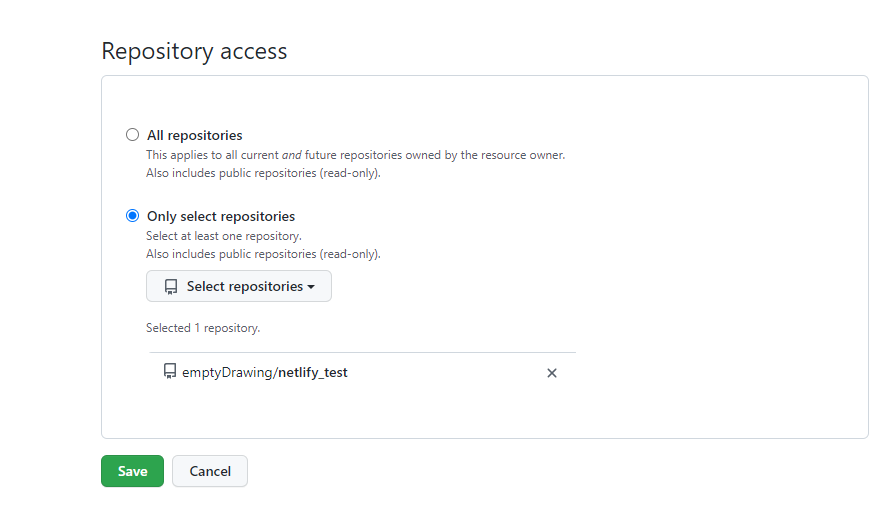 Repository access
All repositories
This applies to all current and future repositories owned by the resource owner.
Also includes public repositories (read-only).
Only select repositories
Select at least one repository.
Also includes public repositories (read-only).
Select repositories
Selected 1 repository.
emptyDrawing/netlify_test
Save Cancel